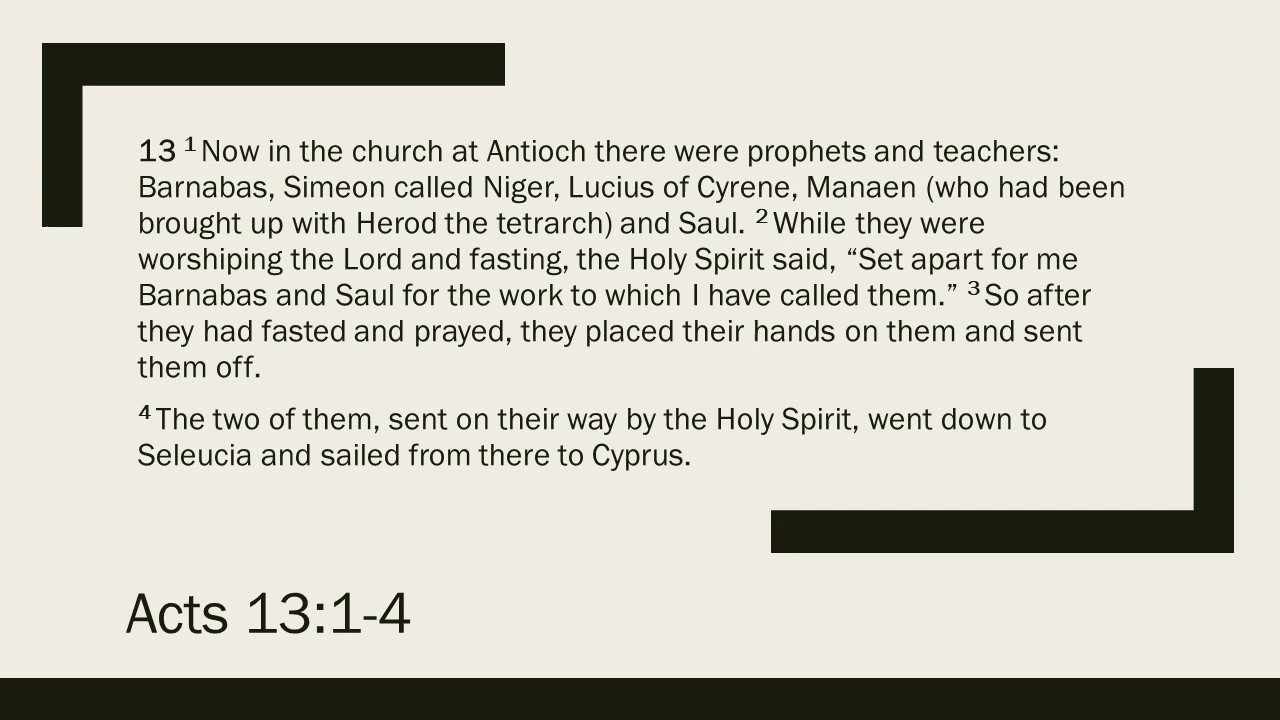 13 ¹ Now in the church at Antioch there were prophets and teachers:
Barnabas, Simeon called Niger, Lucius of Cyrene, Manaen (who had been
brought up with Herod the tetrarch) and Saul. ² While they were
worshiping the Lord and fasting, the Holy Spirit said, “Set apart for me
Barnabas and Saul for the work to which I have called them.” ³ So after
they had fasted and prayed, they placed their hands on them and sent
them off.
⁴ The two of them, sent on their way by the Holy Spirit, went down to
Seleucia and sailed from there to Cyprus.
Acts 13:1-4